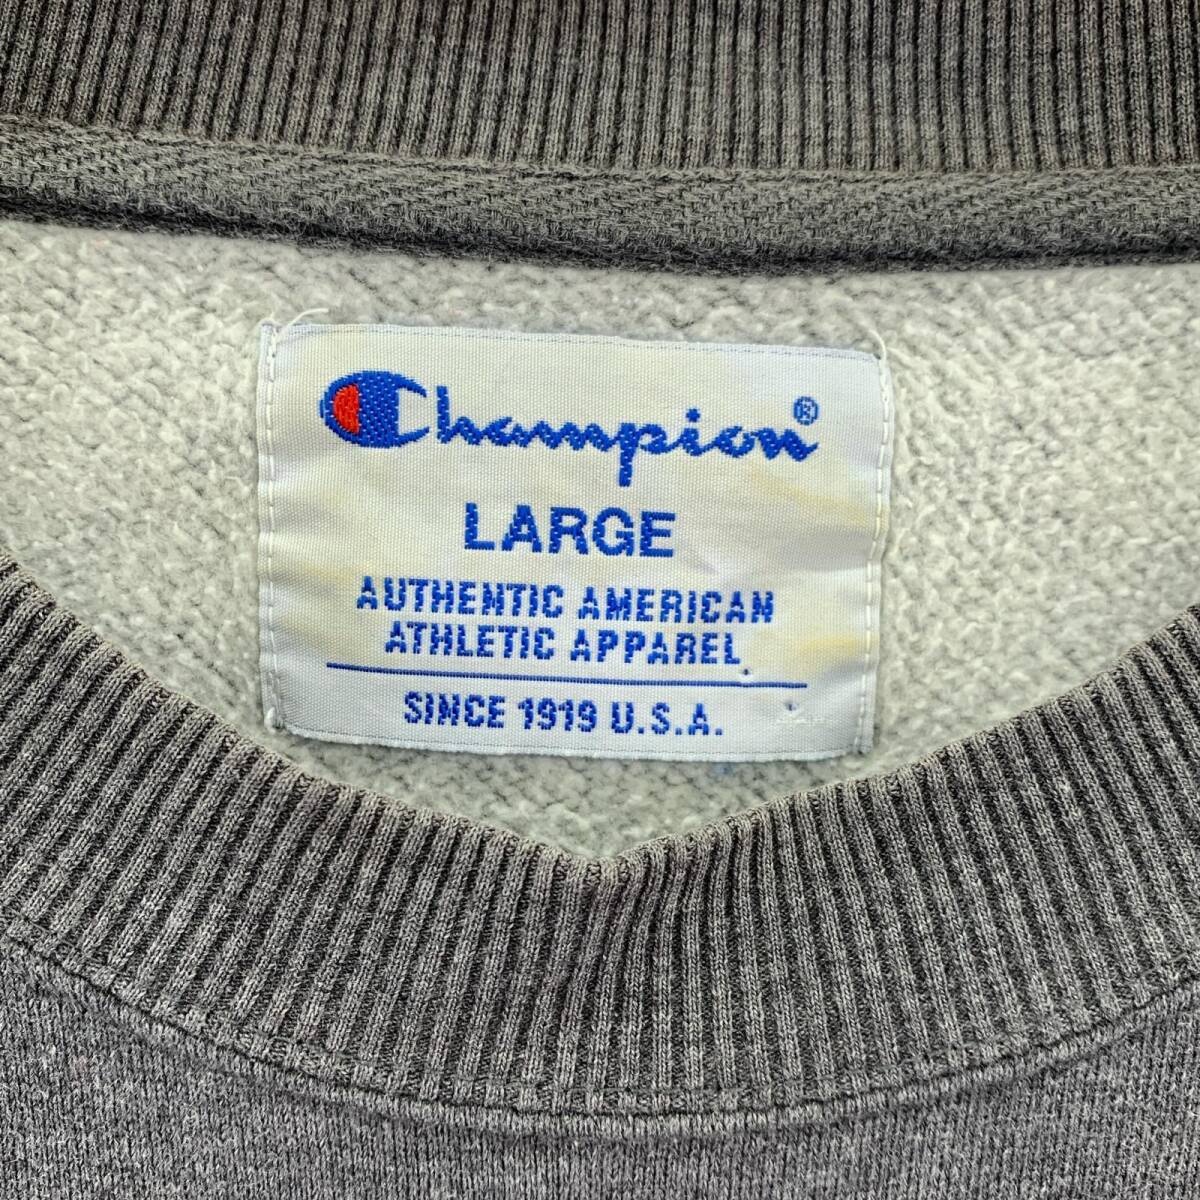 Champion®
LARGE
AUTHENTIC AMERICAN
ATHLETIC APPAREL
SINCE 1919 U.S.A.